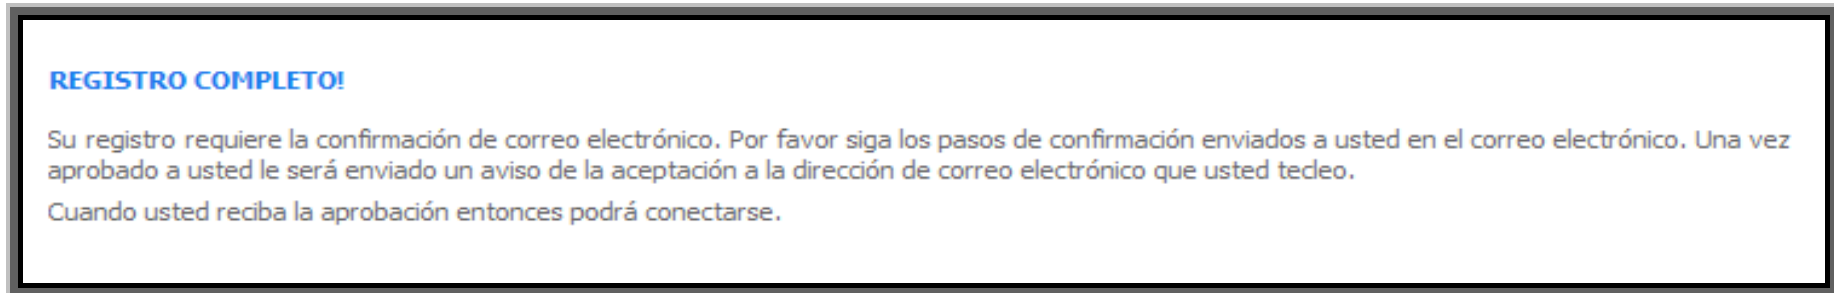 REGISTRO COMPLETO!
Su registro requiere la confirmación de correo electrónico. Por favor siga los pasos de confirmación enviados a usted en el correo electrónico. Una vez
aprobado a usted le será enviado un aviso de la aceptación a la dirección de correo electrónico que usted tecleo.
Cuando usted reciba la aprobación entonces podrá conectarse.